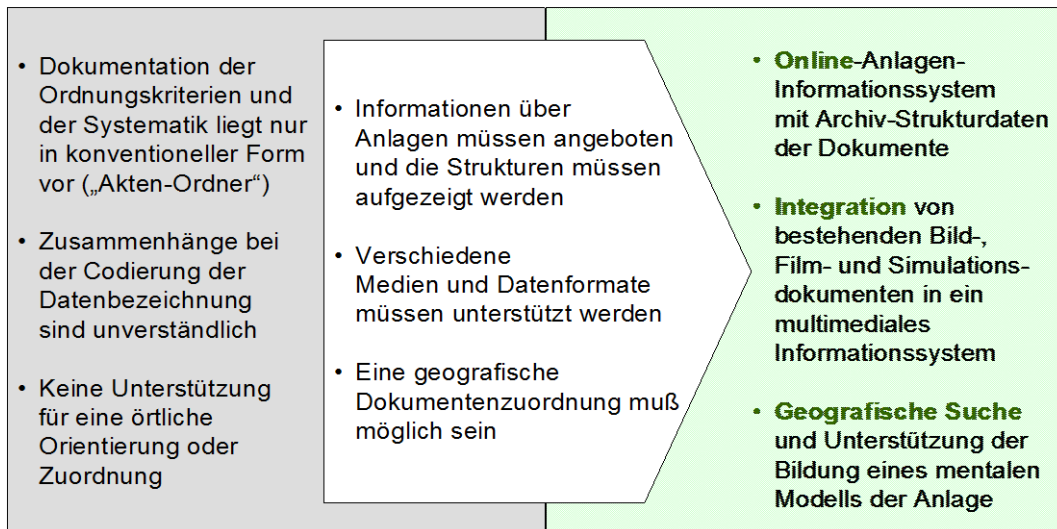 • Dokumentation der
Ordnungskriterien und
der Systematik liegt nur
in konventioneller Form
vor („Akten-Ordner“)
• Zusammenhänge bei
der Codierung der
Datenbezeichnung
sind unverständlich
• Keine Unterstützung
für eine örtliche
Orientierung oder
Zuordnung
• Informationen über
Anlagen müssen angeboten
und die Strukturen müssen
aufgezeigt werden
• Verschiedene
Medien und Datenformate
müssen unterstützt werden
• Eine geografische
Dokumentenzuordnung muß
möglich sein
• Online-Anlagen-
Informationssystem
mit Archiv-Strukturdaten
der Dokumente
• Integration von
bestehenden Bild-,
Film- und Simulations-
dokumenten in ein
multimediales
Informationssystem
• Geografische Suche
und Unterstützung der
Bildung eines mentalen
Modells der Anlage